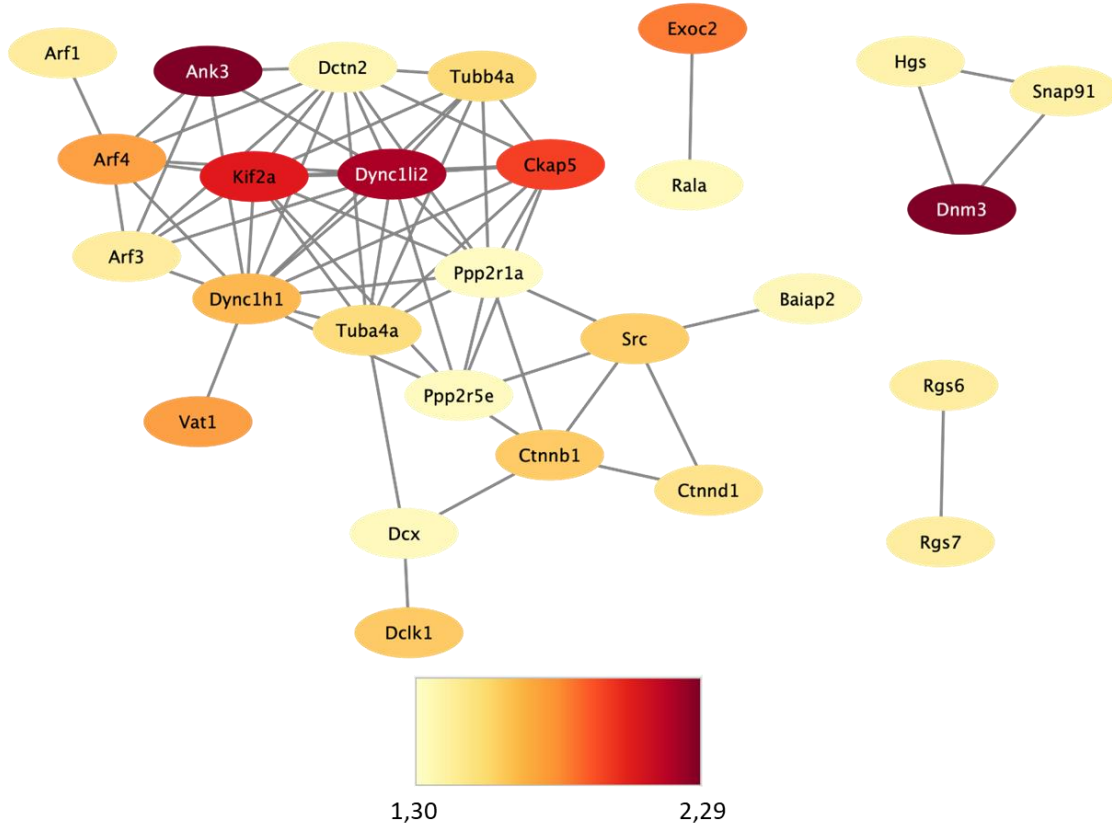 Arf1
Ank3
Dctn2
Tubb4a
Exoc2
Hgs
Snap91
Arf4
Kif2a
Dync1li2
Ckap5
Rala
Dnm3
Arf3
Ppp2r1a
Dync1h1
Tuba4a
Src
Baiap2
Ppp2r5e
Rgs6
Vat1
Ctnnb1
Ctnnd1
Dcx
Rgs7
Dclk1
1,30
2,29